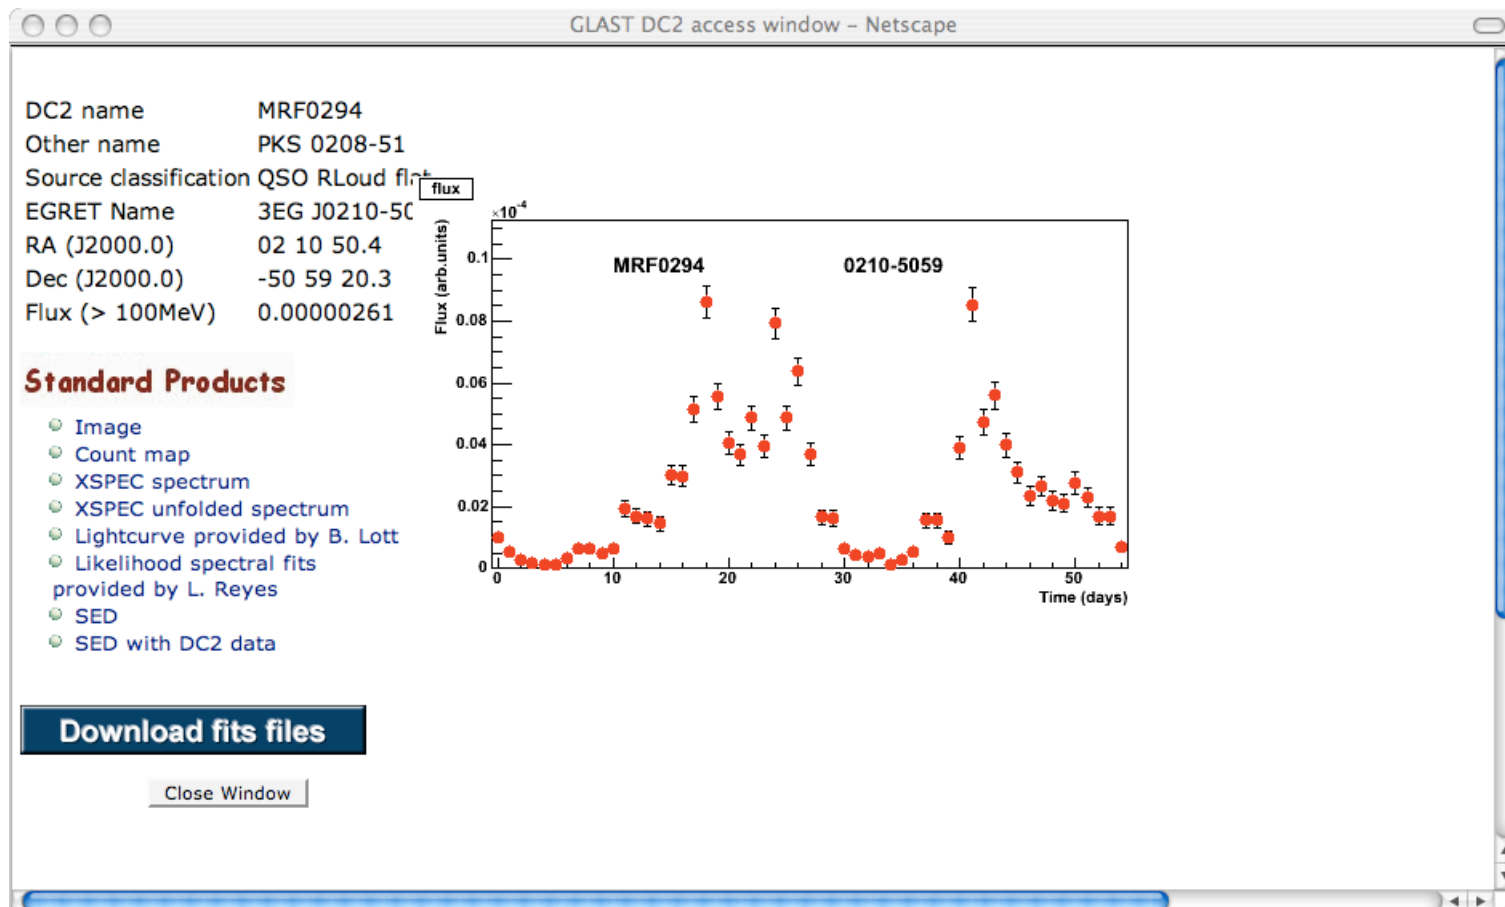 GLAST DC2 access window – Netscape
DC2 name MRF0294
Other name PKS 0208-51
Source classification QSO RLoud flat
EGRET Name 3EG J0210-50
RA (J2000.0) 02 10 50.4
Dec (J2000.0) -50 59 20.3
Flux (> 100MeV) 0.00000261
Standard Products
Image
Count map
XSPEC spectrum
XSPEC unfolded spectrum
Lightcurve provided by B. Lott
Likelihood spectral fits
provided by L. Reyes
SED
SED with DC2 data
Download fits files
Close Window
flux
×10-4
Flux (arb.units)
MRF0294 0210-5059
0.1
0.08
0.06
0.04
0.02
0
0 10 20 30 40 50
Time (days)